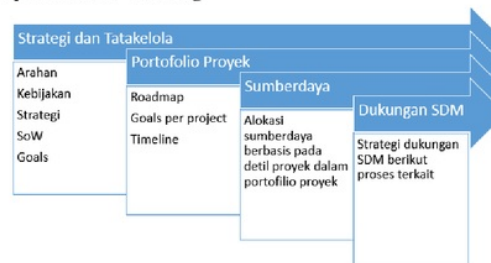 Strategi dan Tatakelola
Arahan
Kebijakan
Strategi
SoW
Goals
Portofolio Proyek
Roadmap
Goals per project
Timeline
Sumberdaya
Alokasi
sumberdaya
berbasis pada
detil proyek dalam
portofilio proyek
Dukungan SDM
Strategi dukungan
SDM berikut
proses terkait